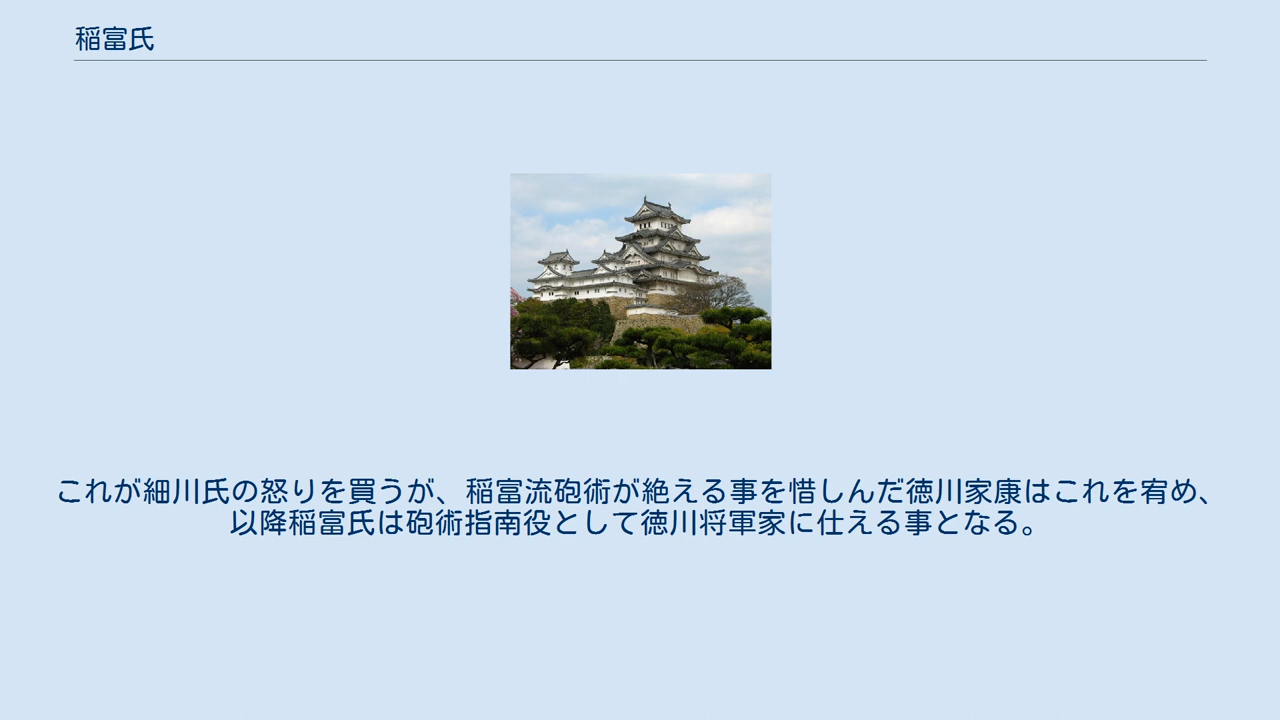 稲富氏
これが細川氏の怒りを買うが、稲富流砲術が絶える事を惜しんだ徳川家康はこれを宥め、
以降稲富氏は砲術指南役として徳川将軍家に仕える事となる。